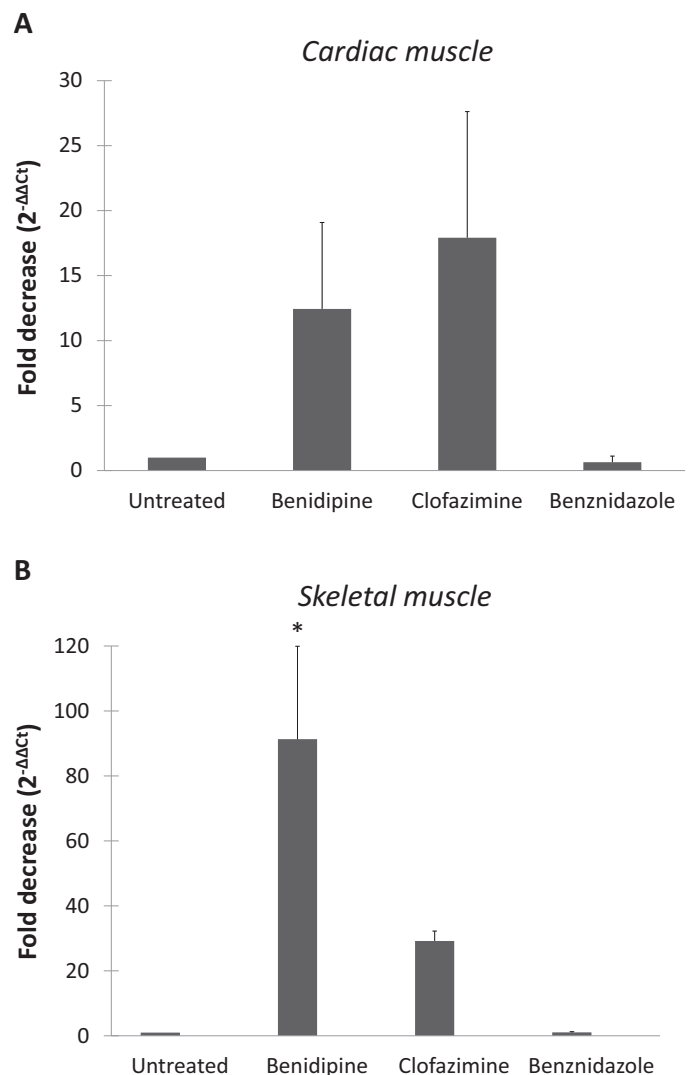 A
Cardiac muscle
30
25
20
15
10
5
0
Fold decrease (2-ΔΔCt)
Untreated Benidipine Clofazimine Benznidazole
B
Skeletal muscle
*
120
100
80
60
40
20
0
Fold decrease (2-ΔΔCt)
Untreated Benidipine Clofazimine Benznidazole